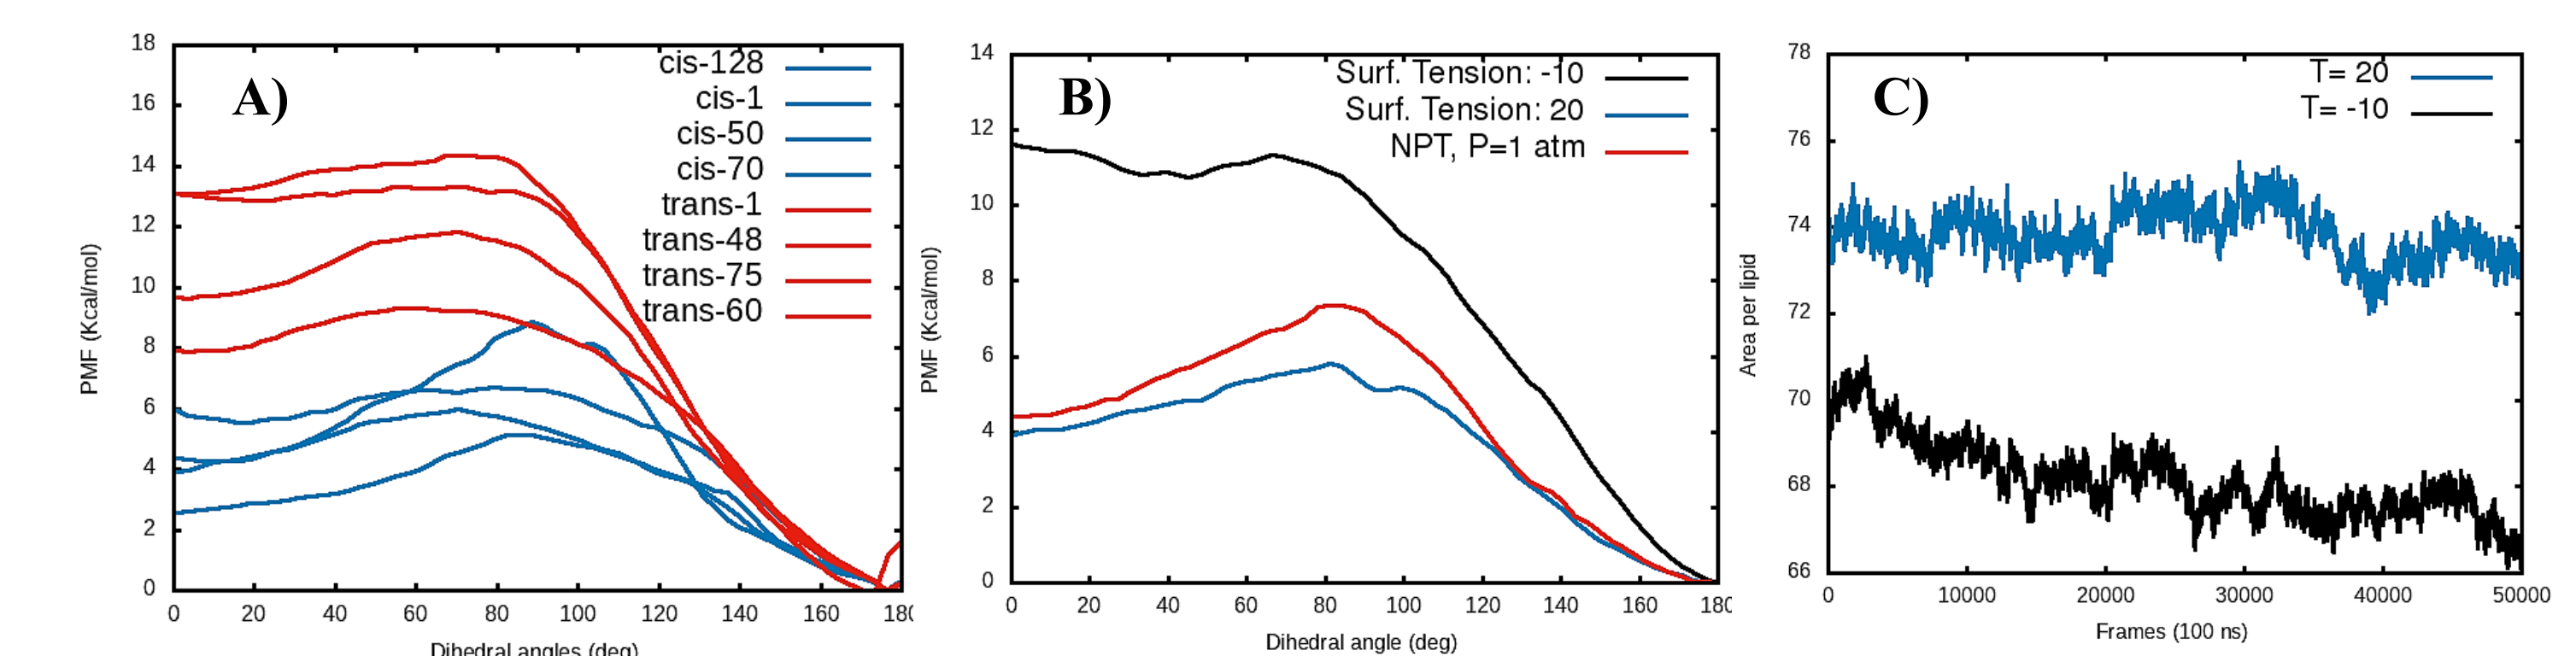 A)
18
16
14
12
10
8
6
4
2
0
PMF (Kcal/mol)
cis-128
cis-1
cis-50
cis-70
trans-1
trans-48
trans-75
trans-60
0 20 40 60 80 100 120 140 160 180
Dihedral angles (deg)
B)
14
12
10
8
6
4
2
0
PMF (Kcal/mol)
Surf. Tension: -10
Surf. Tension: 20
NPT, P=1 atm
0 20 40 60 80 100 120 140 160 180
Dihedral angle (deg)
C)
78
76
74
72
70
68
66
Area per lipid
T= 20
T= -10
0 10000 20000 30000 40000 50000
Frames (100 ns)